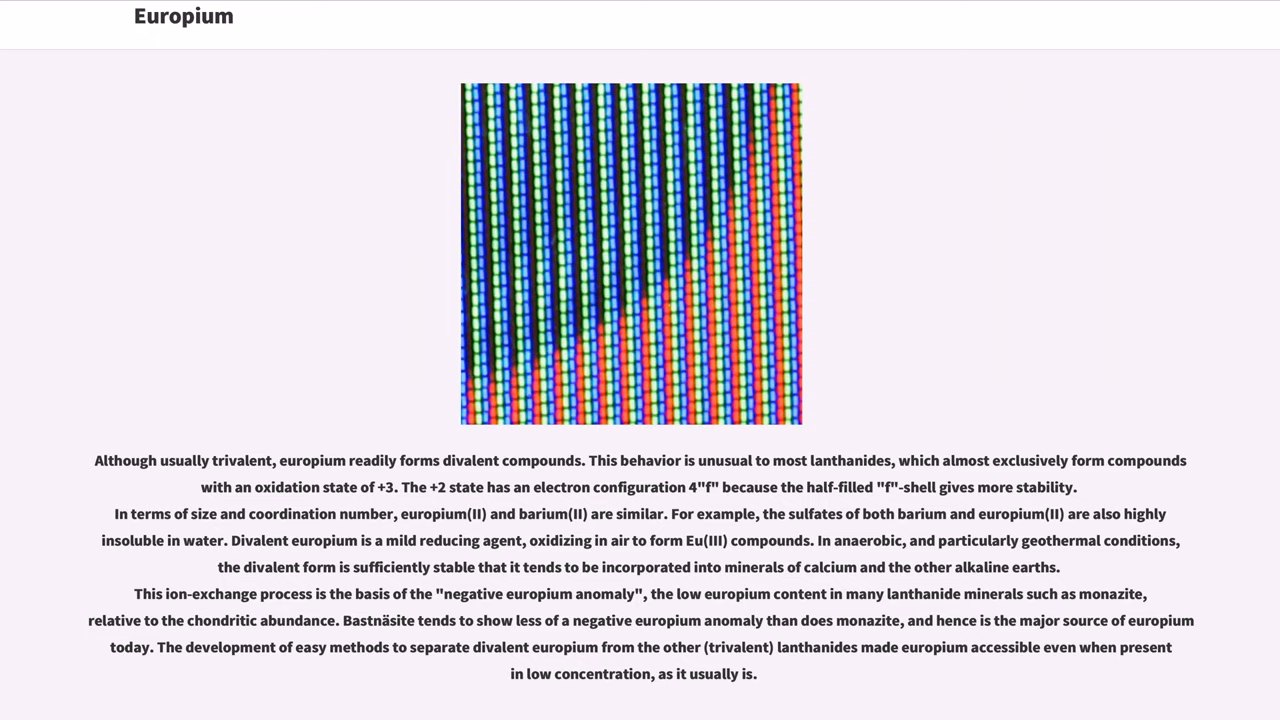 Europium
Although usually trivalent, europium readily forms divalent compounds. This behavior is unusual to most lanthanides, which almost exclusively form compounds
with an oxidation state of +3. The +2 state has an electron configuration 4"f" because the half-filled "f"-shell gives more stability.
In terms of size and coordination number, europium(II) and barium(II) are similar. For example, the sulfates of both barium and europium(II) are also highly
insoluble in water. Divalent europium is a mild reducing agent, oxidizing in air to form Eu(III) compounds. In anaerobic, and particularly geothermal conditions,
the divalent form is sufficiently stable that it tends to be incorporated into minerals of calcium and the other alkaline earths.
This ion-exchange process is the basis of the "negative europium anomaly", the low europium content in many lanthanide minerals such as monazite,
relative to the chondritic abundance. Bastnäsite tends to show less of a negative europium anomaly than does monazite, and hence is the major source of europium
today. The development of easy methods to separate divalent europium from the other (trivalent) lanthanides made europium accessible even when present
in low concentration, as it usually is.